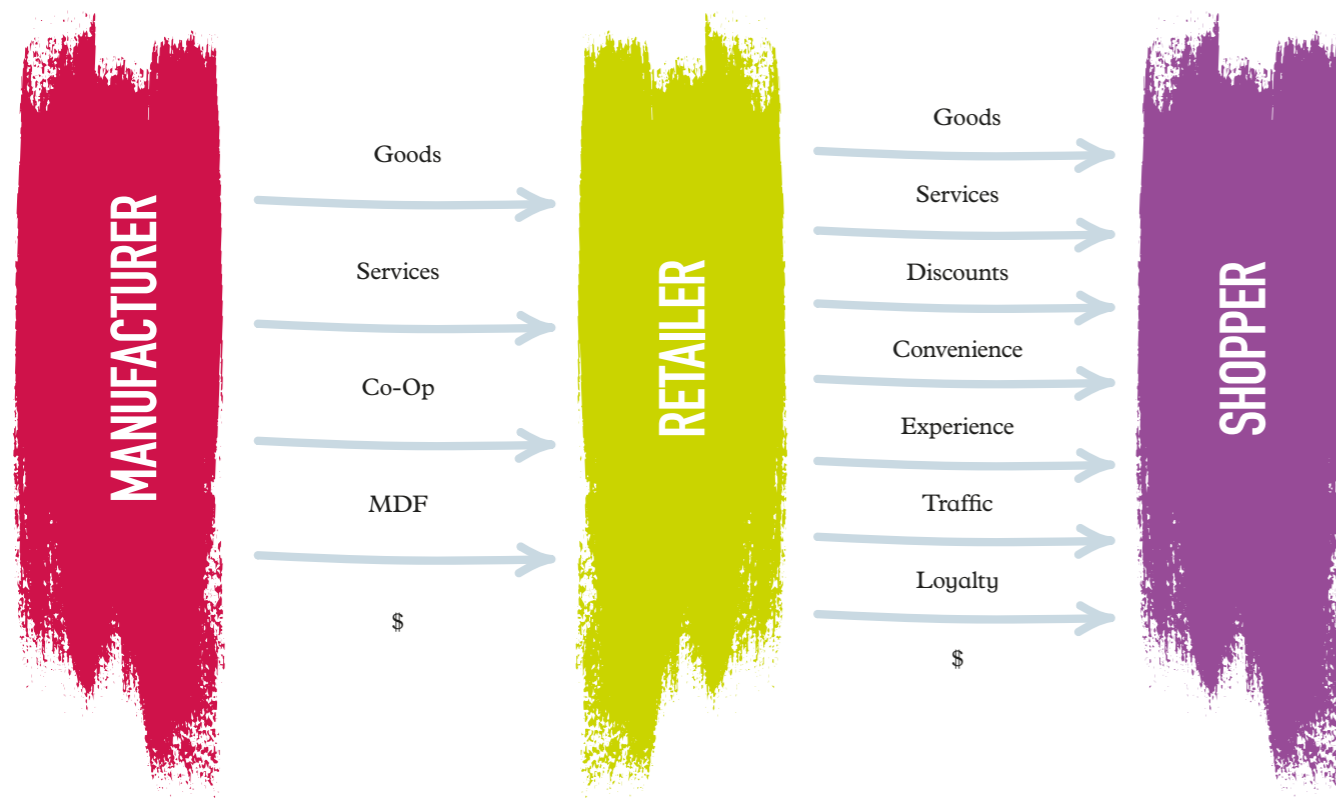 MANUFACTURER
Goods
Services
Co-Op
MDF
$
RETAILER
Goods
Services
Discounts
Convenience
Experience
Traffic
Loyalty
$
SHOPPER